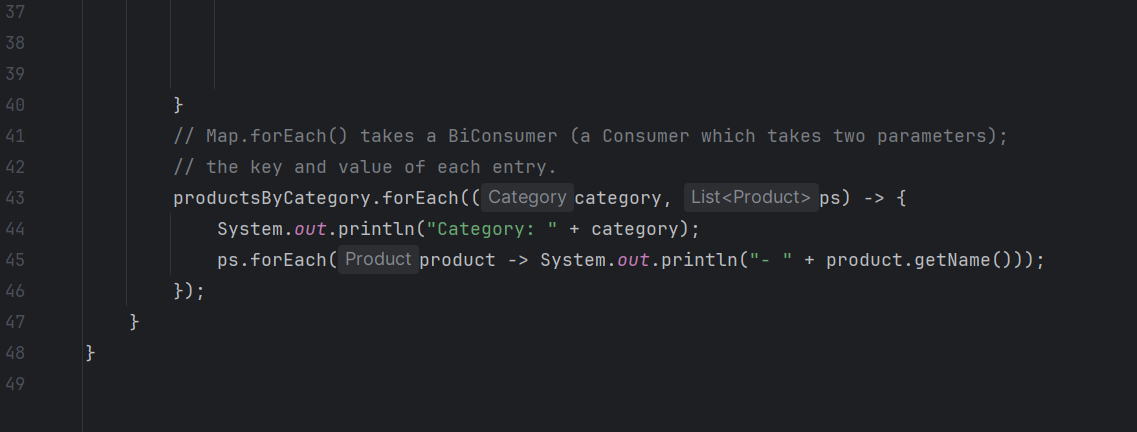 37
38
39
40 }
41 // Map.forEach() takes a BiConsumer (a Consumer which takes two parameters);
42 // the key and value of each entry.
43 productsByCategory.forEach((Category category, List<Product> ps) -> {
44 System.out.println("Category: " + category);
45 ps.forEach(Product product -> System.out.println("- " + product.getName()));
46 });
47 }
48 }
49